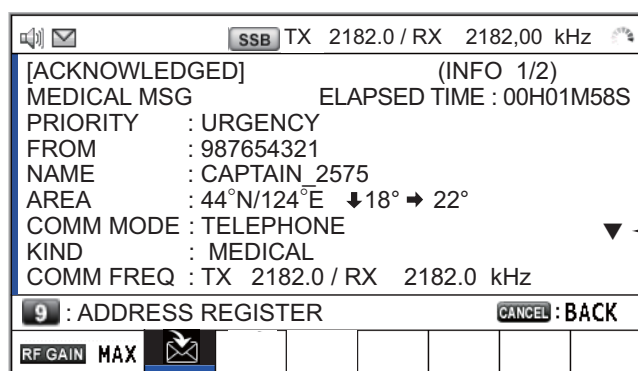 SSB TX 2182.0 / RX 2182,00 kHz
[ACKNOWLEDGED] (INFO 1/2)
MEDICAL MSG ELAPSED TIME : 00H01M58S
PRIORITY : URGENCY
FROM : 987654321
NAME : CAPTAIN_2575
AREA : 44°N/124°E ⬇18° ➡ 22°
COMM MODE : TELEPHONE
KIND : MEDICAL
COMM FREQ : TX 2182.0 / RX 2182.0 kHz
9 : ADDRESS REGISTER CANCEL : BACK
RF GAIN MAX